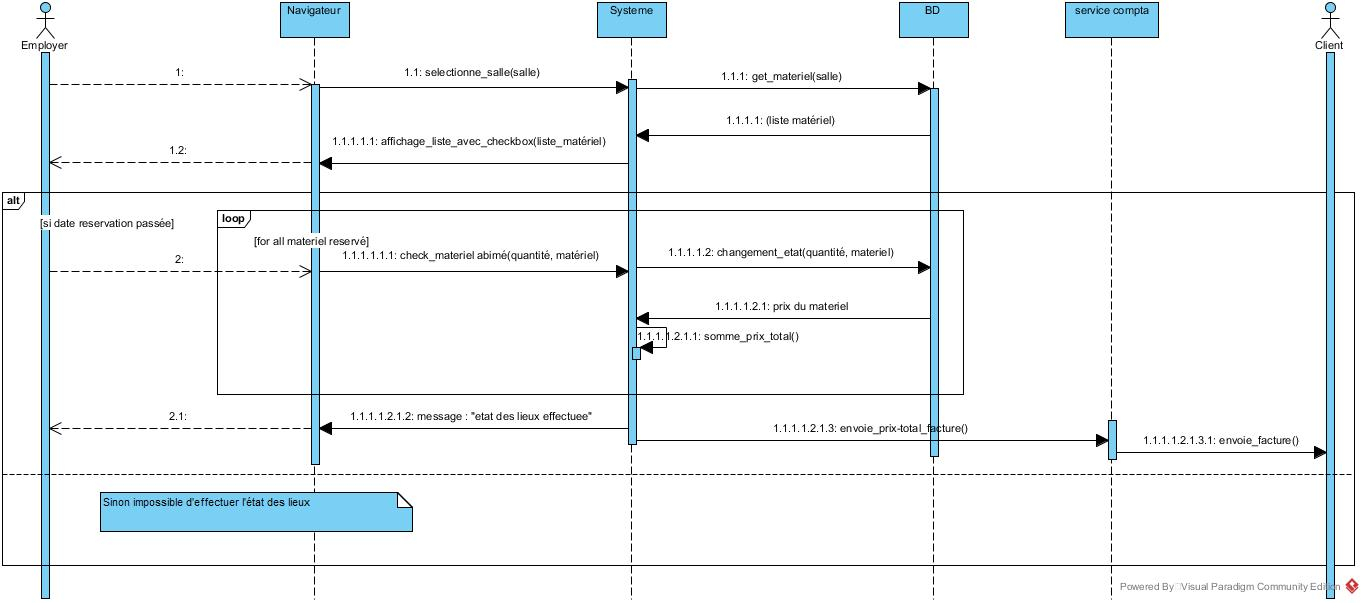 Navigateur
Systeme
BD
service compta
Employer
Client
1:
1.1: selectionne_salle(salle)
1.1.1: get_materiel(salle)
1.1.1.1: (liste matériel)
1.1.1.1.1: affichage_liste_avec_checkbox(liste_matériel)
1.2:
alt
[si date reservation passée]
loop
[for all materiel reservé]
2:
1.1.1.1.1.1: check_materiel abimé(quantité, matériel)
1.1.1.1.2: changement_etat(quantité, materiel)
1.1.1.1.2.1: prix du materiel
1.1.1.1.2.1.1: somme_prix_total()
2.1:
1.1.1.1.2.1.2: message : "etat des lieux effectuee"
1.1.1.1.2.1.3: envoie_prix-total_facture()
1.1.1.1.2.1.3.1: envoie_facture()
Sinon impossible d'effectuer l'état des lieux
Powered By Visual Paradigm Community Edition